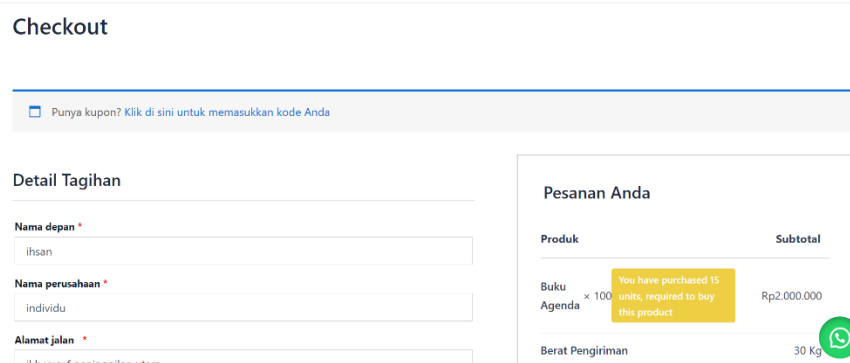 Checkout
Punya kupon? Klik di sini untuk memasukkan kode Anda
Detail Tagihan
Nama depan *
ihsan
Nama perusahaan *
individu
Alamat jalan *
Pesanan Anda
Produk Subtotal
Buku Agenda × 100 You have purchased 15 units, required to buy this product Rp2.000.000
Berat Pengiriman 30 Kg